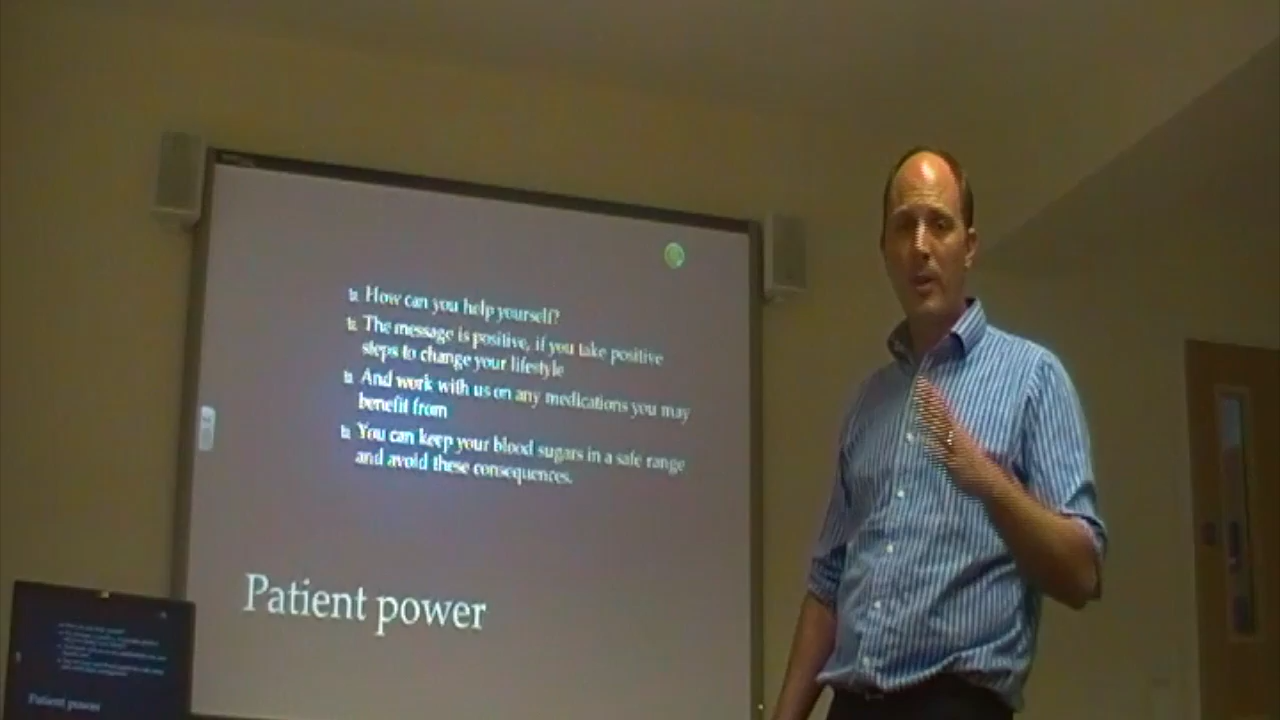 How can you help yourself?
The message is positive, if you take positive
steps to change your lifestyle
And work with us on any medications you may
benefit from
You can keep your blood sugars in a safe range
and avoid these consequences.
Patient power
Patient power